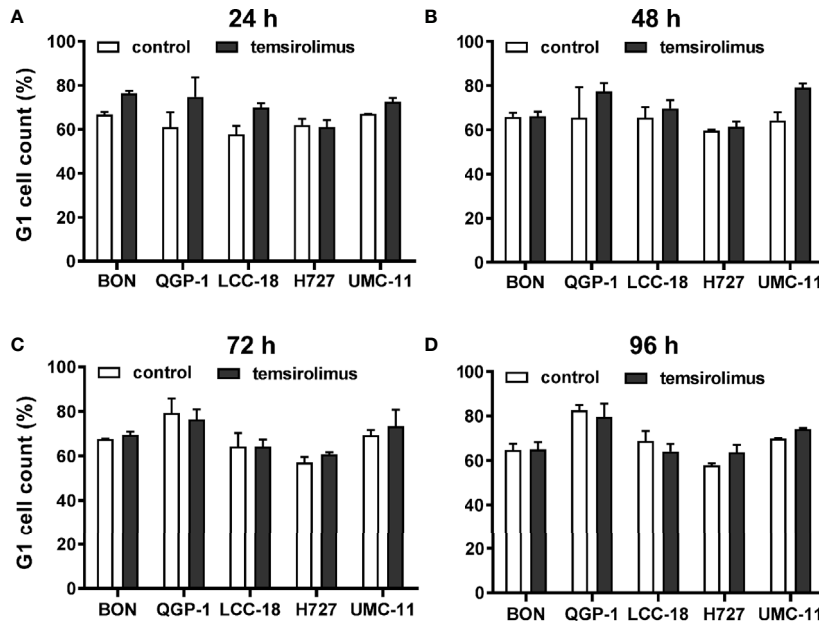 A
24 h
control temsirolimus
G1 cell count (%)
100
80
60
40
20
0
BON QGP-1 LCC-18 H727 UMC-11
B
48 h
control temsirolimus
100
80
60
40
20
0
BON QGP-1 LCC-18 H727 UMC-11
C
72 h
control temsirolimus
G1 cell count (%)
100
80
60
40
20
0
BON QGP-1 LCC-18 H727 UMC-11
D
96 h
control temsirolimus
100
80
60
40
20
0
BON QGP-1 LCC-18 H727 UMC-11